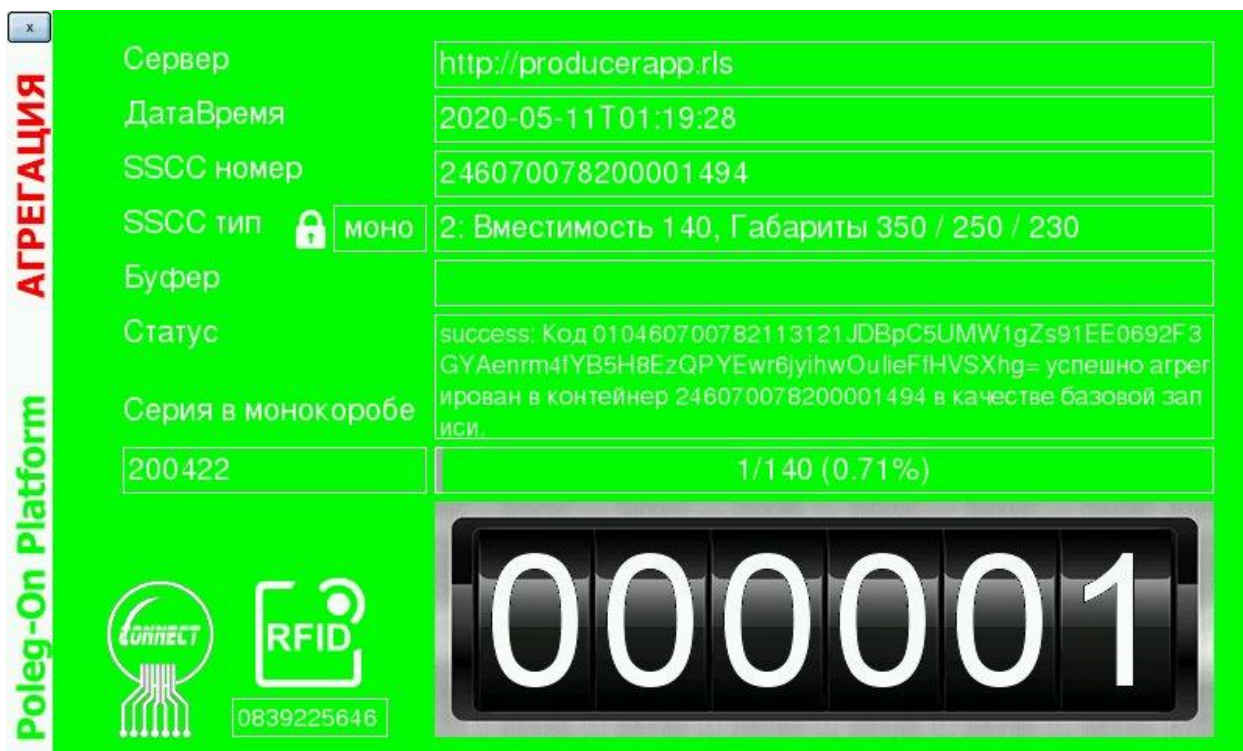 x
АГРЕГАЦИЯ
Poleg-On Platform
Сервер
http://producerapp.rls
ДатаВремя
2020-05-11T01:19:28
SSCC номер
246070078200001494
SSCC тип
моно
2: Вместимость 140, Габариты 350 / 250 / 230
Буфер
Статус
success: Код 010460700782113121JDBpC5UMW1gZs91EE0692F3
GYAenrm4fYB5H8EzQPYEwr6jyihwOulieFfHVSXhg= успешно агрег
ирован в контейнер 246070078200001494 в качестве базовой зап
иси.
Серия в монокоробе
200422
1/140 (0.71%)
000001
CONNECT
RFID
0839225646